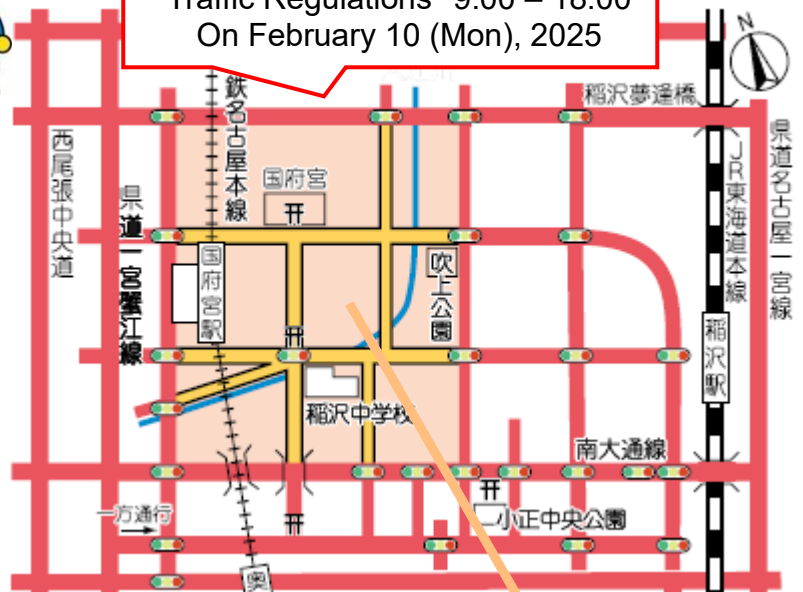 Traffic Regulations 9:00 – 18:00
On February 10 (Mon), 2025
N
稲沢夢逢橋
鉄名古屋本線
西尾張中央道
県道一宮蟹江線
国府宮
国府宮駅
吹上公園
JR東海道本線
県道名古屋一宮線
稲沢駅
稲沢中学校
南大通線
小正中央公園
一方通行
奥